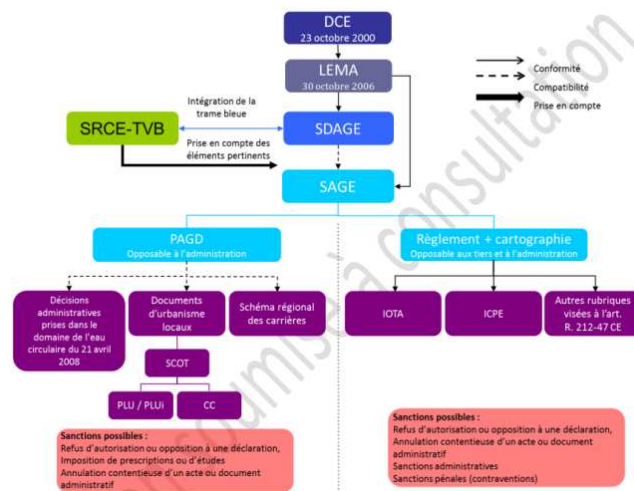 DCE
23 octobre 2000
LEMA
30 octobre 2006
Conformité
Compatibilité
Prise en compte
Intégration de la
trame bleue
SRCE-TVB
SDAGE
Prise en compte des
éléments pertinents
SAGE
PAGD
Opposable à l'administration
Règlement + cartographie
Opposable aux tiers et à l'administration
Décisions
administratives
prises dans le
domaine de l'eau
circulaire du 21 avril
2008
Documents
d'urbanisme
locaux
Schéma régional
des carrières
IOTA
ICPE
Autres rubriques
visées à l'art.
R. 212-47 CE
SCOT
PLU / PLUi
CC
Sanctions possibles :
Refus d'autorisation ou opposition à une déclaration,
Imposition de prescriptions ou d'études
Annulation contentieuse d'un acte ou document
administratif
Sanctions possibles :
Refus d'autorisation ou opposition à une déclaration,
Annulation contentieuse d'un acte ou document
administratif
Sanctions administratives
Sanctions pénales (contraventions)
soumise à consultation